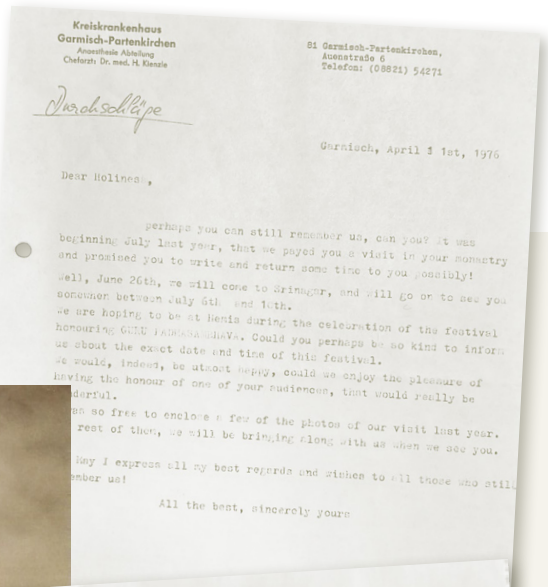 Kreiskrankenhaus
Garmisch-Partenkirchen
Anaesthesie Abteilung
Chefarzt: Dr. med. H. Kienzle
81 Garmisch-Partenkirchen,
Auenstraße 6
Telefon: (08821) 54271
Durchschläge
Garmisch, April 1st, 1976
Dear Holiness,
perhaps you can still remember us, can you? It was
beginning July last year, that we payed you a visit in your monastry
and promised you to write and return some time to you possibly!
Well, June 26th, we will come to Srinagar, and will go on to see you
between July 6th and 10th.
We are hoping to be at Hemis during the celebration of the festival
honouring GURU. Could you perhaps be so kind to inform
us about the exact date and time of this festival.
We would, indeed, be utmost happy, could we enjoy the pleasure of
having the honour of one of your audiences, that would really be
nderful.
so free to enclose a few of the photos of our visit last year.
rest of them, we will be bringing along with us when we see you.
May I express all my best regards and wishes to all those who still
ember us!
All the best, sincerely yours